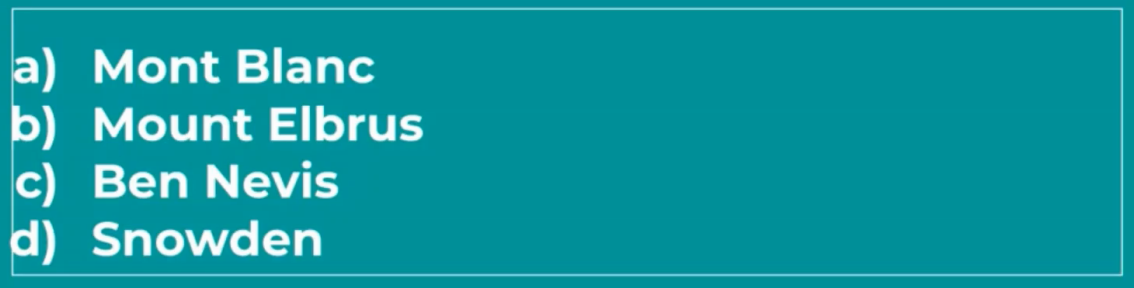 a) Mont Blanc
b) Mount Elbrus
c) Ben Nevis
d) Snowden